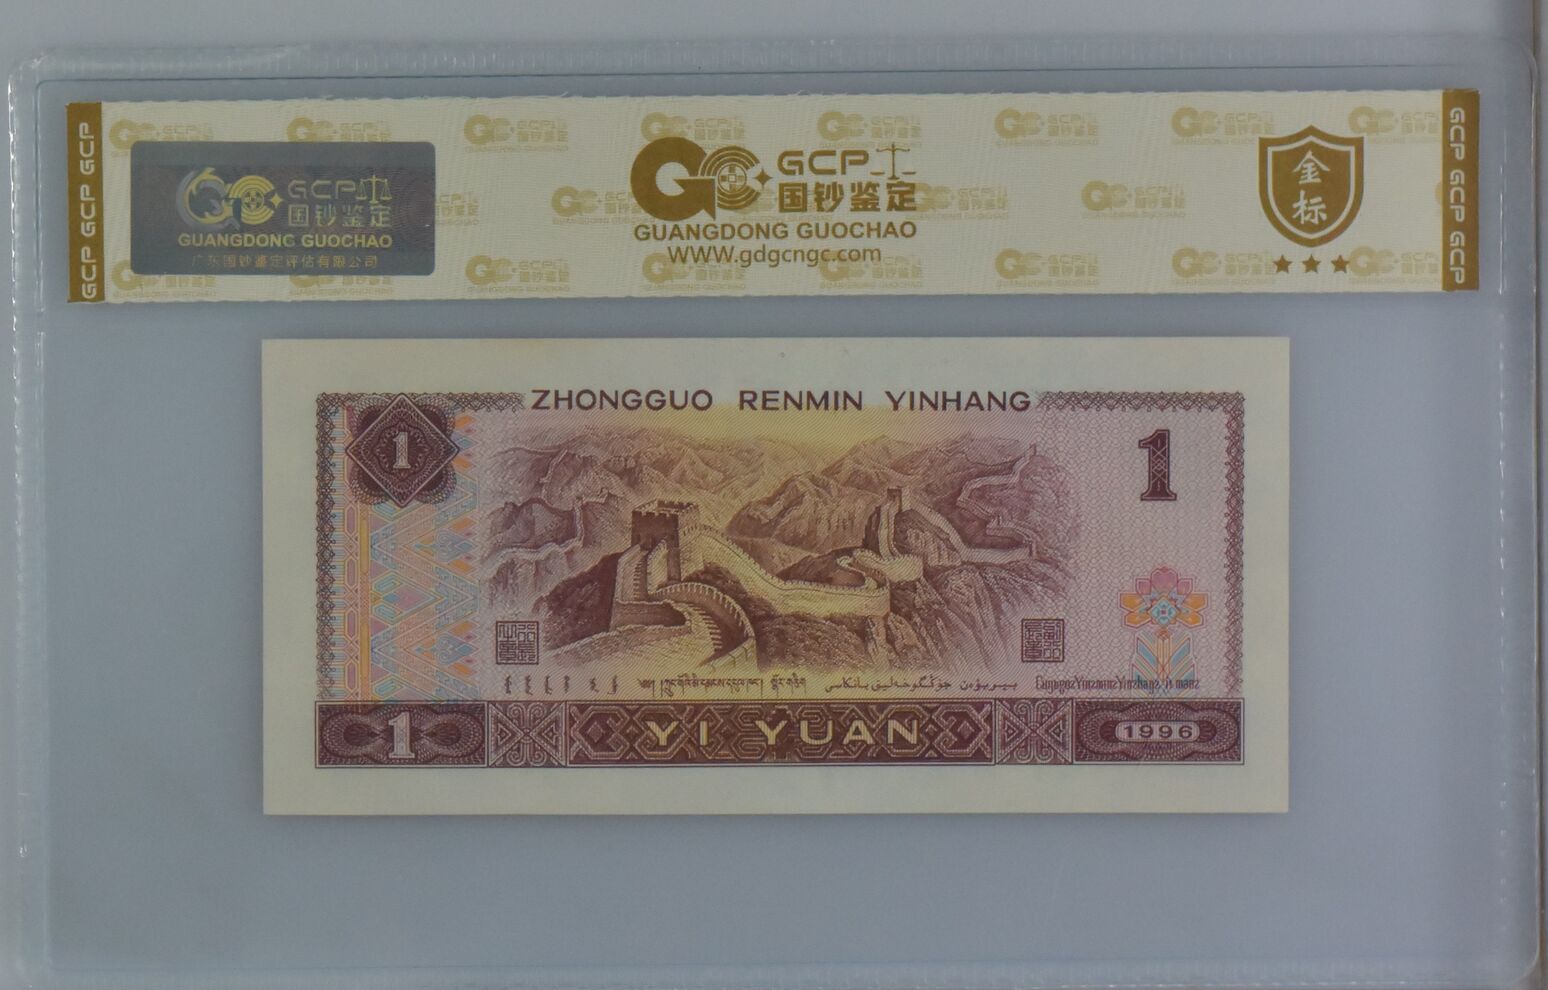 GCP GCP GCP
GCP
国钞鉴定
GUANGDONG GUOCHAO
广东国钞鉴定评估有限公司
GCP
国钞鉴定
GUANGDONG GUOCHAO
WWW.gdgcngc.com
金标
GCP GCP GCP
ZHONGGUO RENMIN YINHANG
1
1
1
YI YUAN
1996